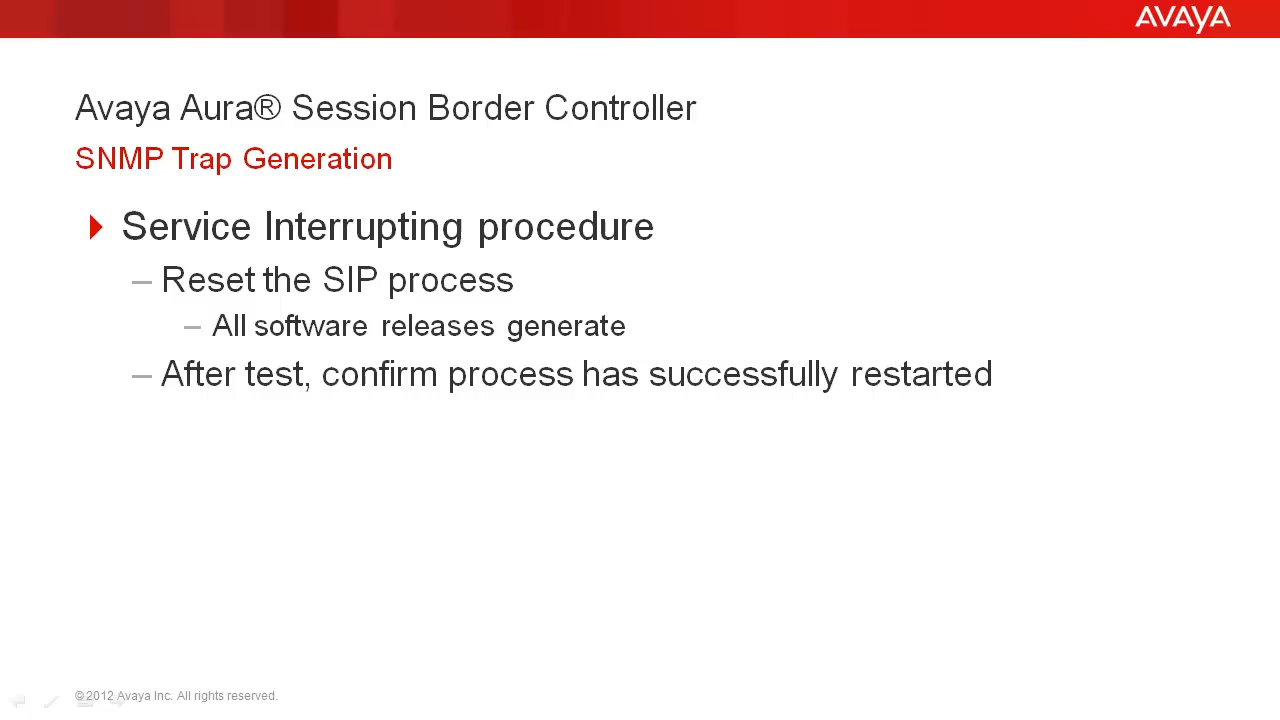 AVAYA
Avaya Aura® Session Border Controller
SNMP Trap Generation
Service Interrupting procedure
– Reset the SIP process
– All software releases generate
– After test, confirm process has successfully restarted
©2012 Avaya Inc. All rights reserved.